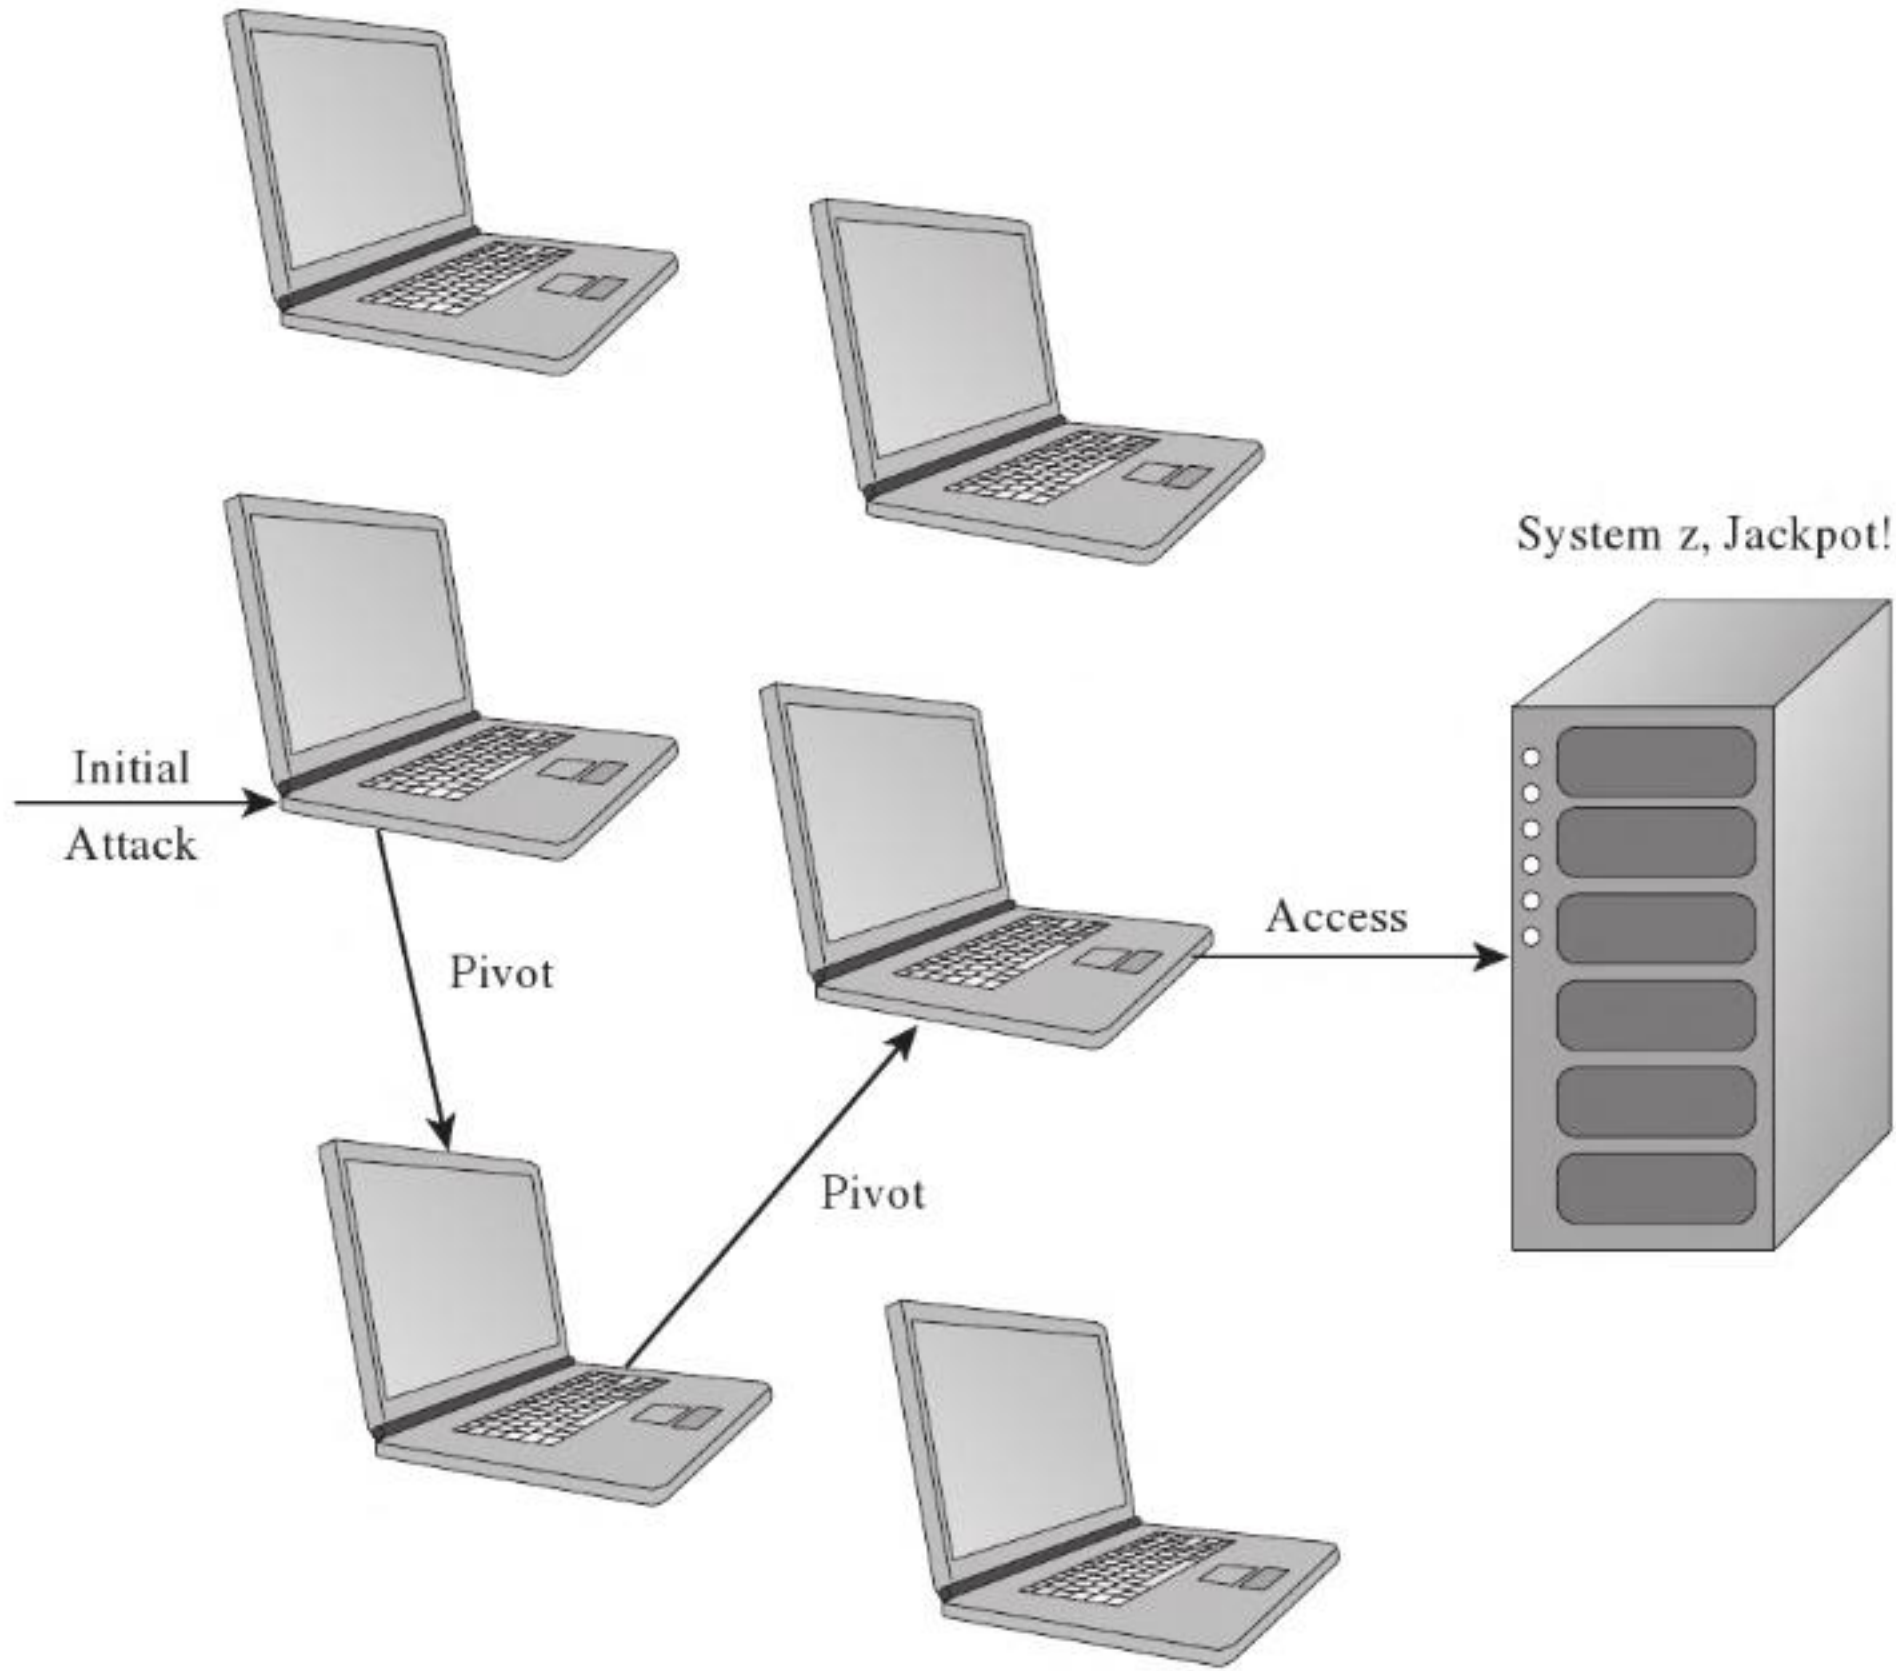 System z, Jackpot!
Initial
Attack
Access
Pivot
Pivot